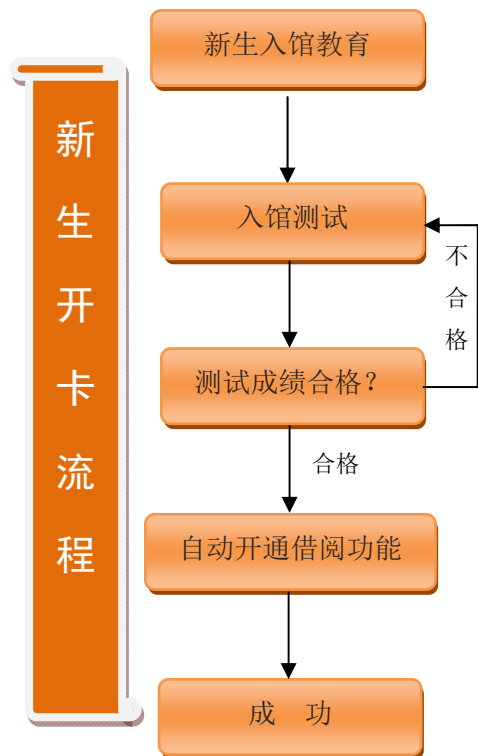 新生开卡流程
新生入馆教育
入馆测试
不合格
测试成绩合格？
合格
自动开通借阅功能
成 功